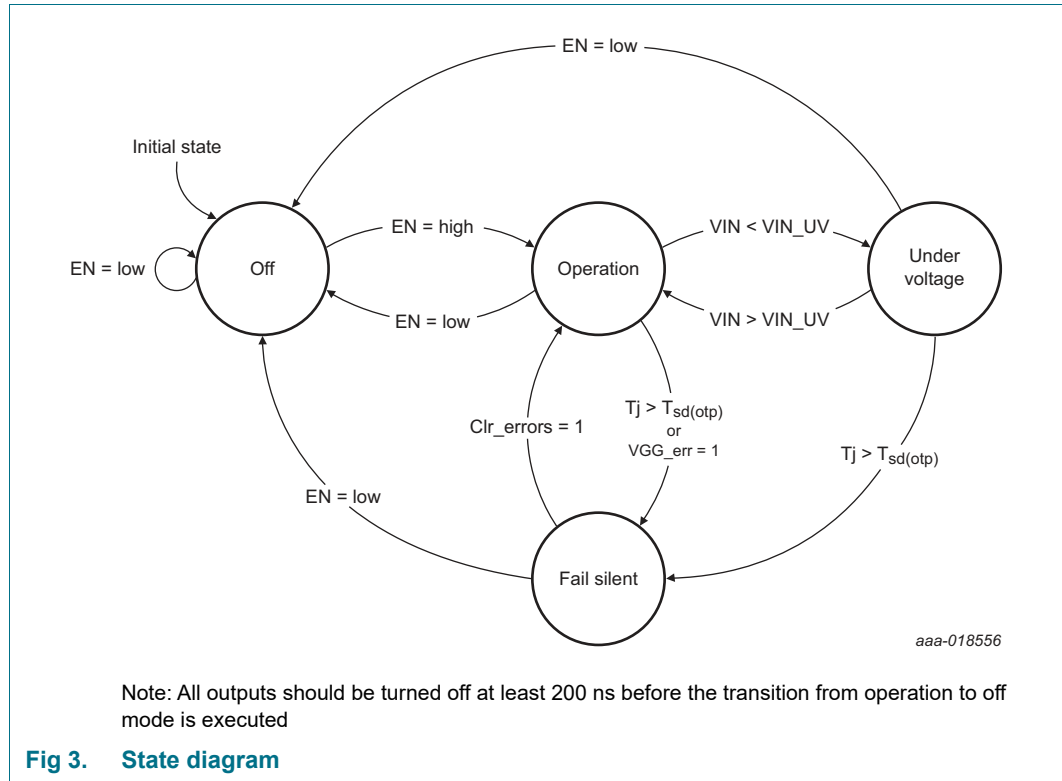 EN = low
Initial state
EN = high
VIN < VIN_UV
EN = low
Off
Operation
Under
voltage
EN = low
VIN > VIN_UV
Clr_errors = 1
Tj > Tsd(otp)
or
VGG_err = 1
Tj > Tsd(otp)
EN = low
Fail silent
aaa-018556
Note: All outputs should be turned off at least 200 ns before the transition from operation to off
mode is executed
Fig 3. State diagram